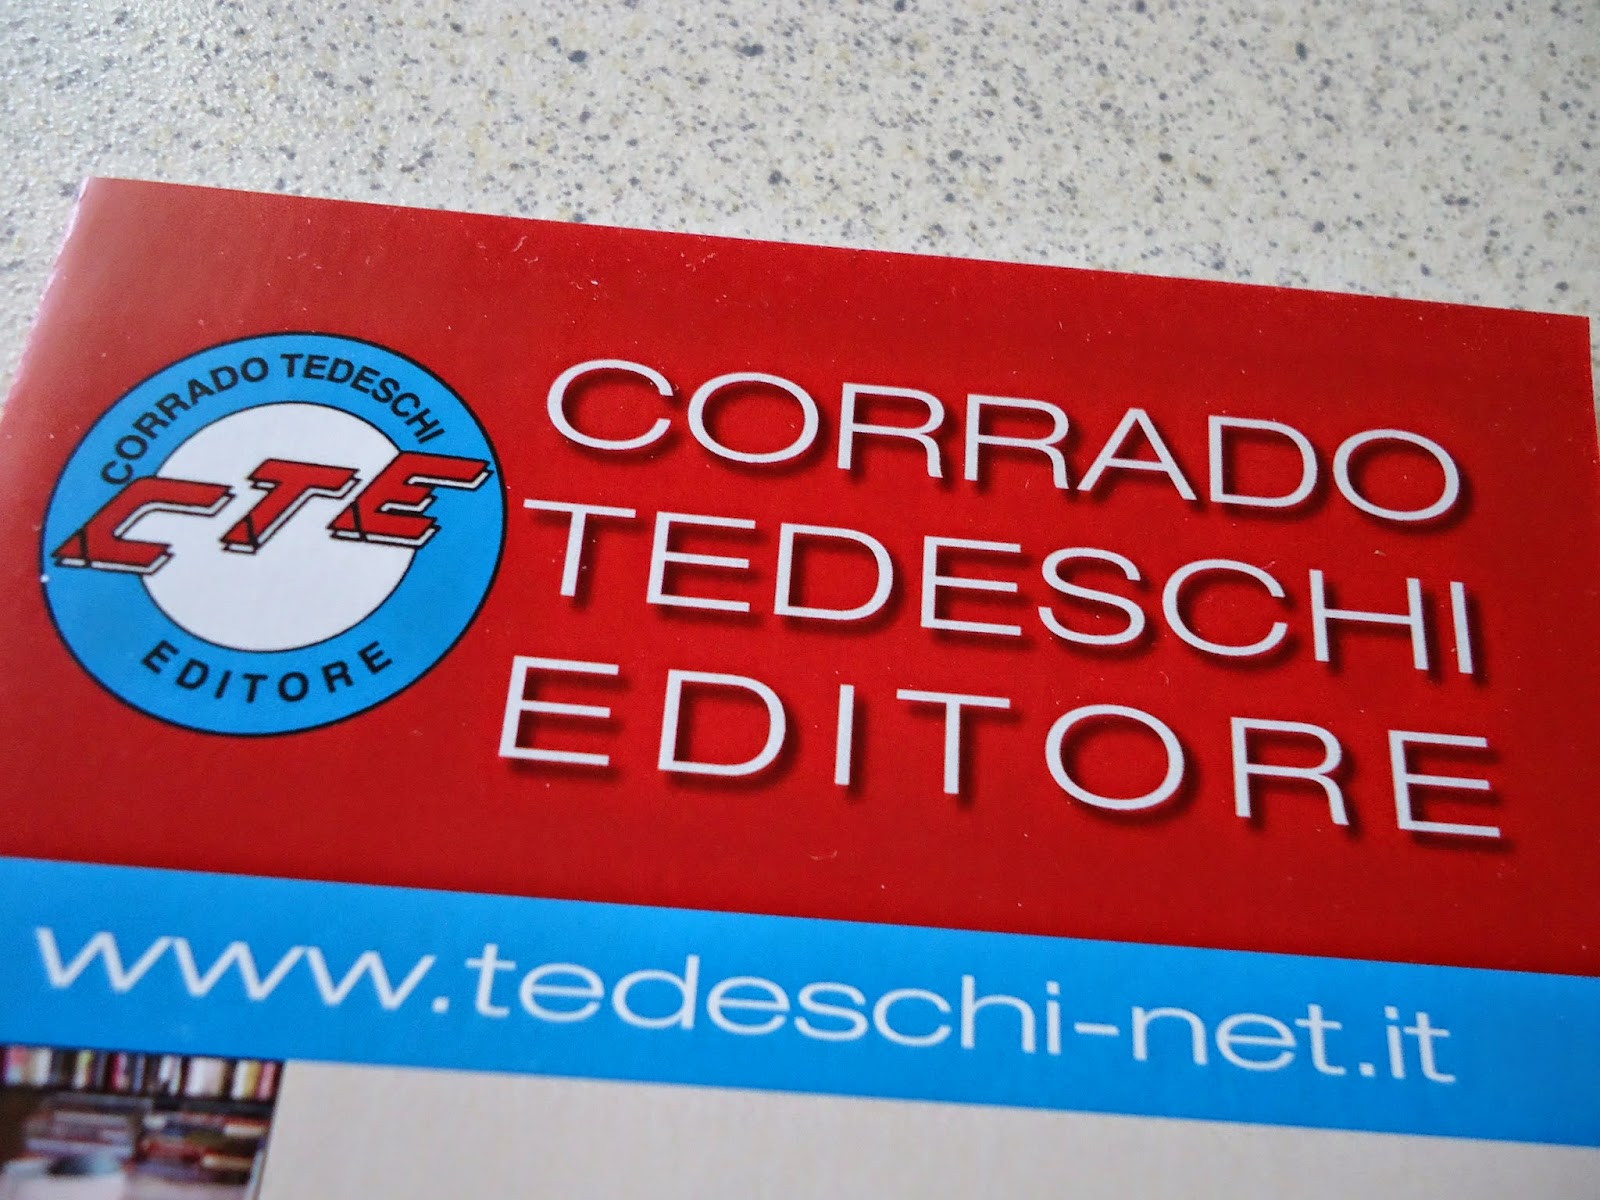 CORRADO TEDESCHI
CTE
EDITORE
CORRADO
TEDESCHI
EDITORE
www.tedeschi-net.it